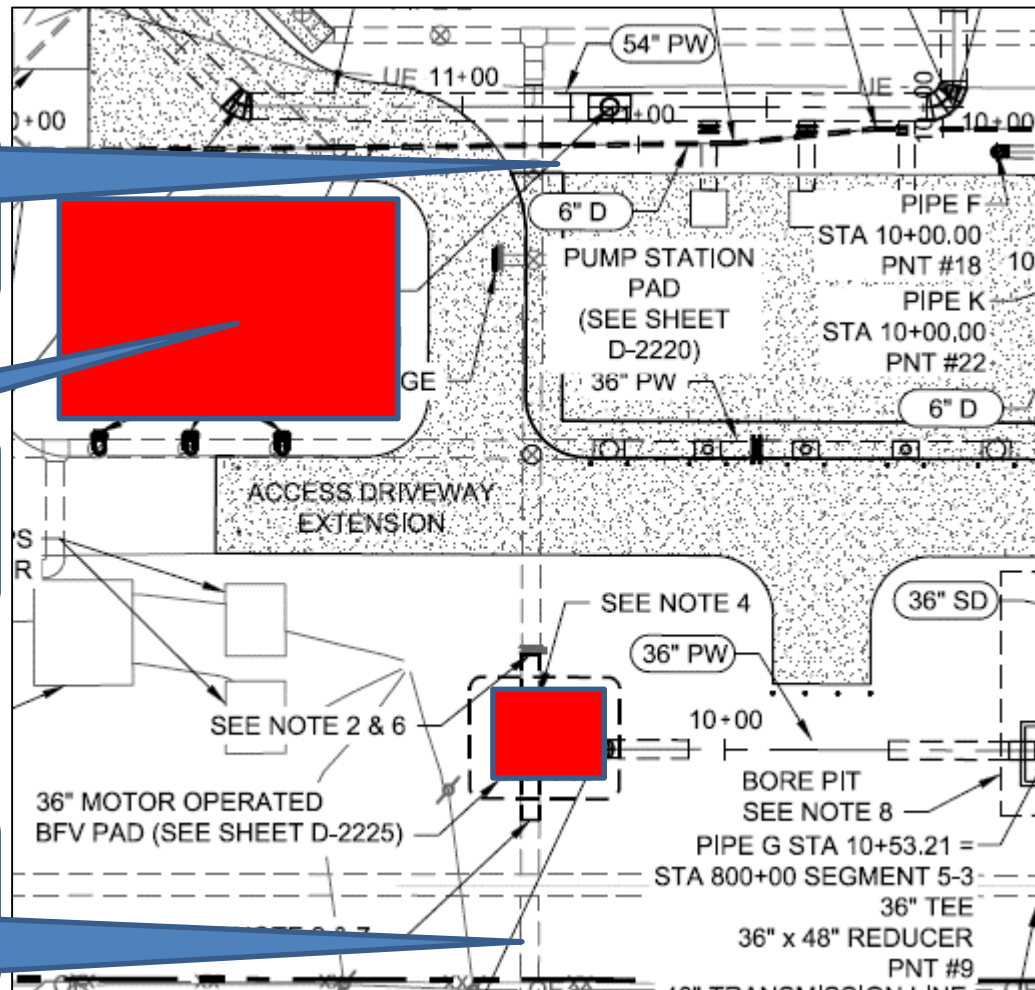 54" PW
UE
11+00
UE
0+00
+00
10+00
6" D
PUMP STATION
PAD
(SEE SHEET
D-2220)
PIPE F
STA 10+00.00
PNT #18
10
PIPE K
STA 10+00.00
PNT #22
GE
36" PW
6" D
ACCESS DRIVEWAY
EXTENSION
PS
R
SEE NOTE 4
36" SD
36" PW
SEE NOTE 2 & 6
10+00
36" MOTOR OPERATED
BFV PAD (SEE SHEET D-2225)
BORE PIT
SEE NOTE 8
PIPE G STA 10+53.21 =
STA 800+00 SEGMENT 5-3
36" TEE
36" x 48" REDUCER
PNT #9